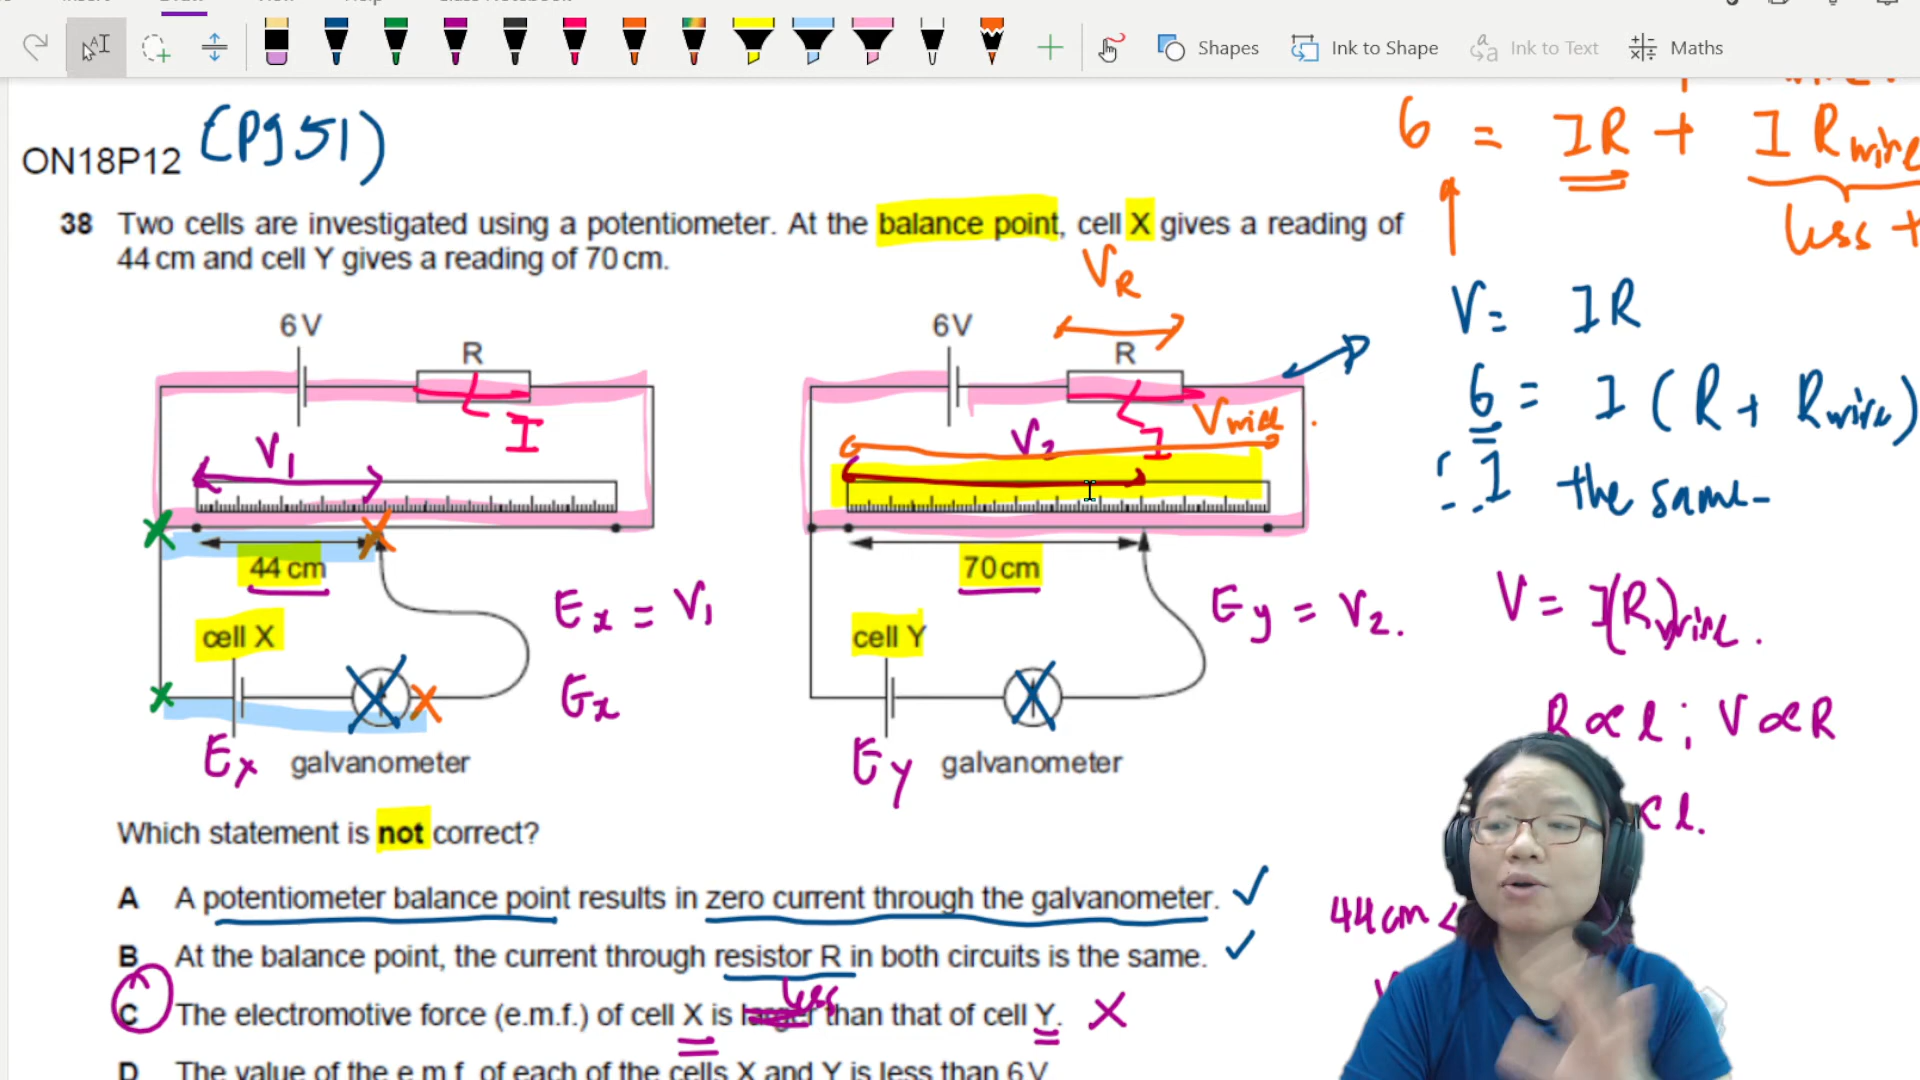 Shapes Ink to Shape Ink to Text Maths
ON18P12 (Pg 51)
6 = IR + I Rwire
less
38 Two cells are investigated using a potentiometer. At the balance point, cell X gives a reading of
44 cm and cell Y gives a reading of 70 cm.
VR
6 V
R
I
V1
44 cm
cell X
Ex = V1
Ex
Ex
galvanometer
6 V
R
I
Vwire
V2
70 cm
cell Y
Ey = V2.
Ey
galvanometer
V = IR
6 = I (R + Rwire)
∴ I the same
V = I(R)wire.
R ∝ l ; V ∝ R
∝ l.
44 cm <
Which statement is not correct?
A A potentiometer balance point results in zero current through the galvanometer. ✓
B At the balance point, the current through resistor R in both circuits is the same. ✓
less
C The electromotive force (e.m.f.) of cell X is larger than that of cell Y. X
D The value of the e.m.f. of each of the cells X and Y is less than 6 V